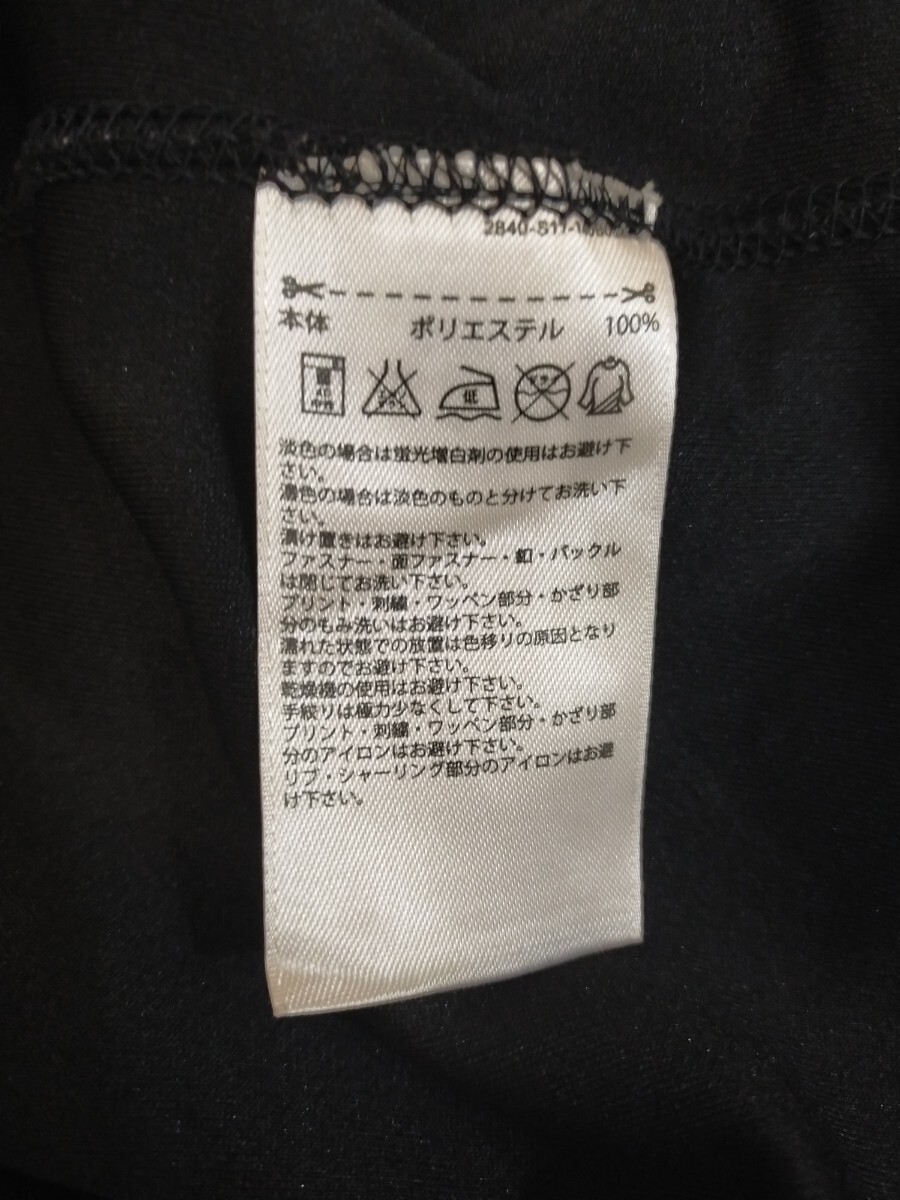 2840-S11-
本体 ポリエステル 100%
低
淡色の場合は蛍光増白剤の使用はお避け下
さい。
濃色の場合は淡色のものと分けてお洗い下
さい。
漬け置きはお避け下さい。
ファスナー・面ファスナー・釦・バックル
は閉じてお洗い下さい。
プリント・刺繍・ワッペン部分・かざり部
分のもみ洗いはお避け下さい。
濡れた状態での放置は色移りの原因となり
ますのでお避け下さい。
乾燥機の使用はお避け下さい。
手絞りは極力少なくして下さい。
プリント・刺繍・ワッペン部分・かざり部
分のアイロンはお避け下さい。
リブ・シャーリング部分のアイロンはお避
け下さい。